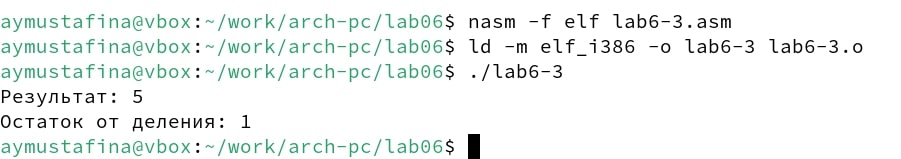 aymustafina@vbox:~/work/arch-pc/lab06$ nasm -f elf lab6-3.asm
aymustafina@vbox:~/work/arch-pc/lab06$ ld -m elf_i386 -o lab6-3 lab6-3.o
aymustafina@vbox:~/work/arch-pc/lab06$ ./lab6-3
Результат: 5
Остаток от деления: 1
aymustafina@vbox:~/work/arch-pc/lab06$